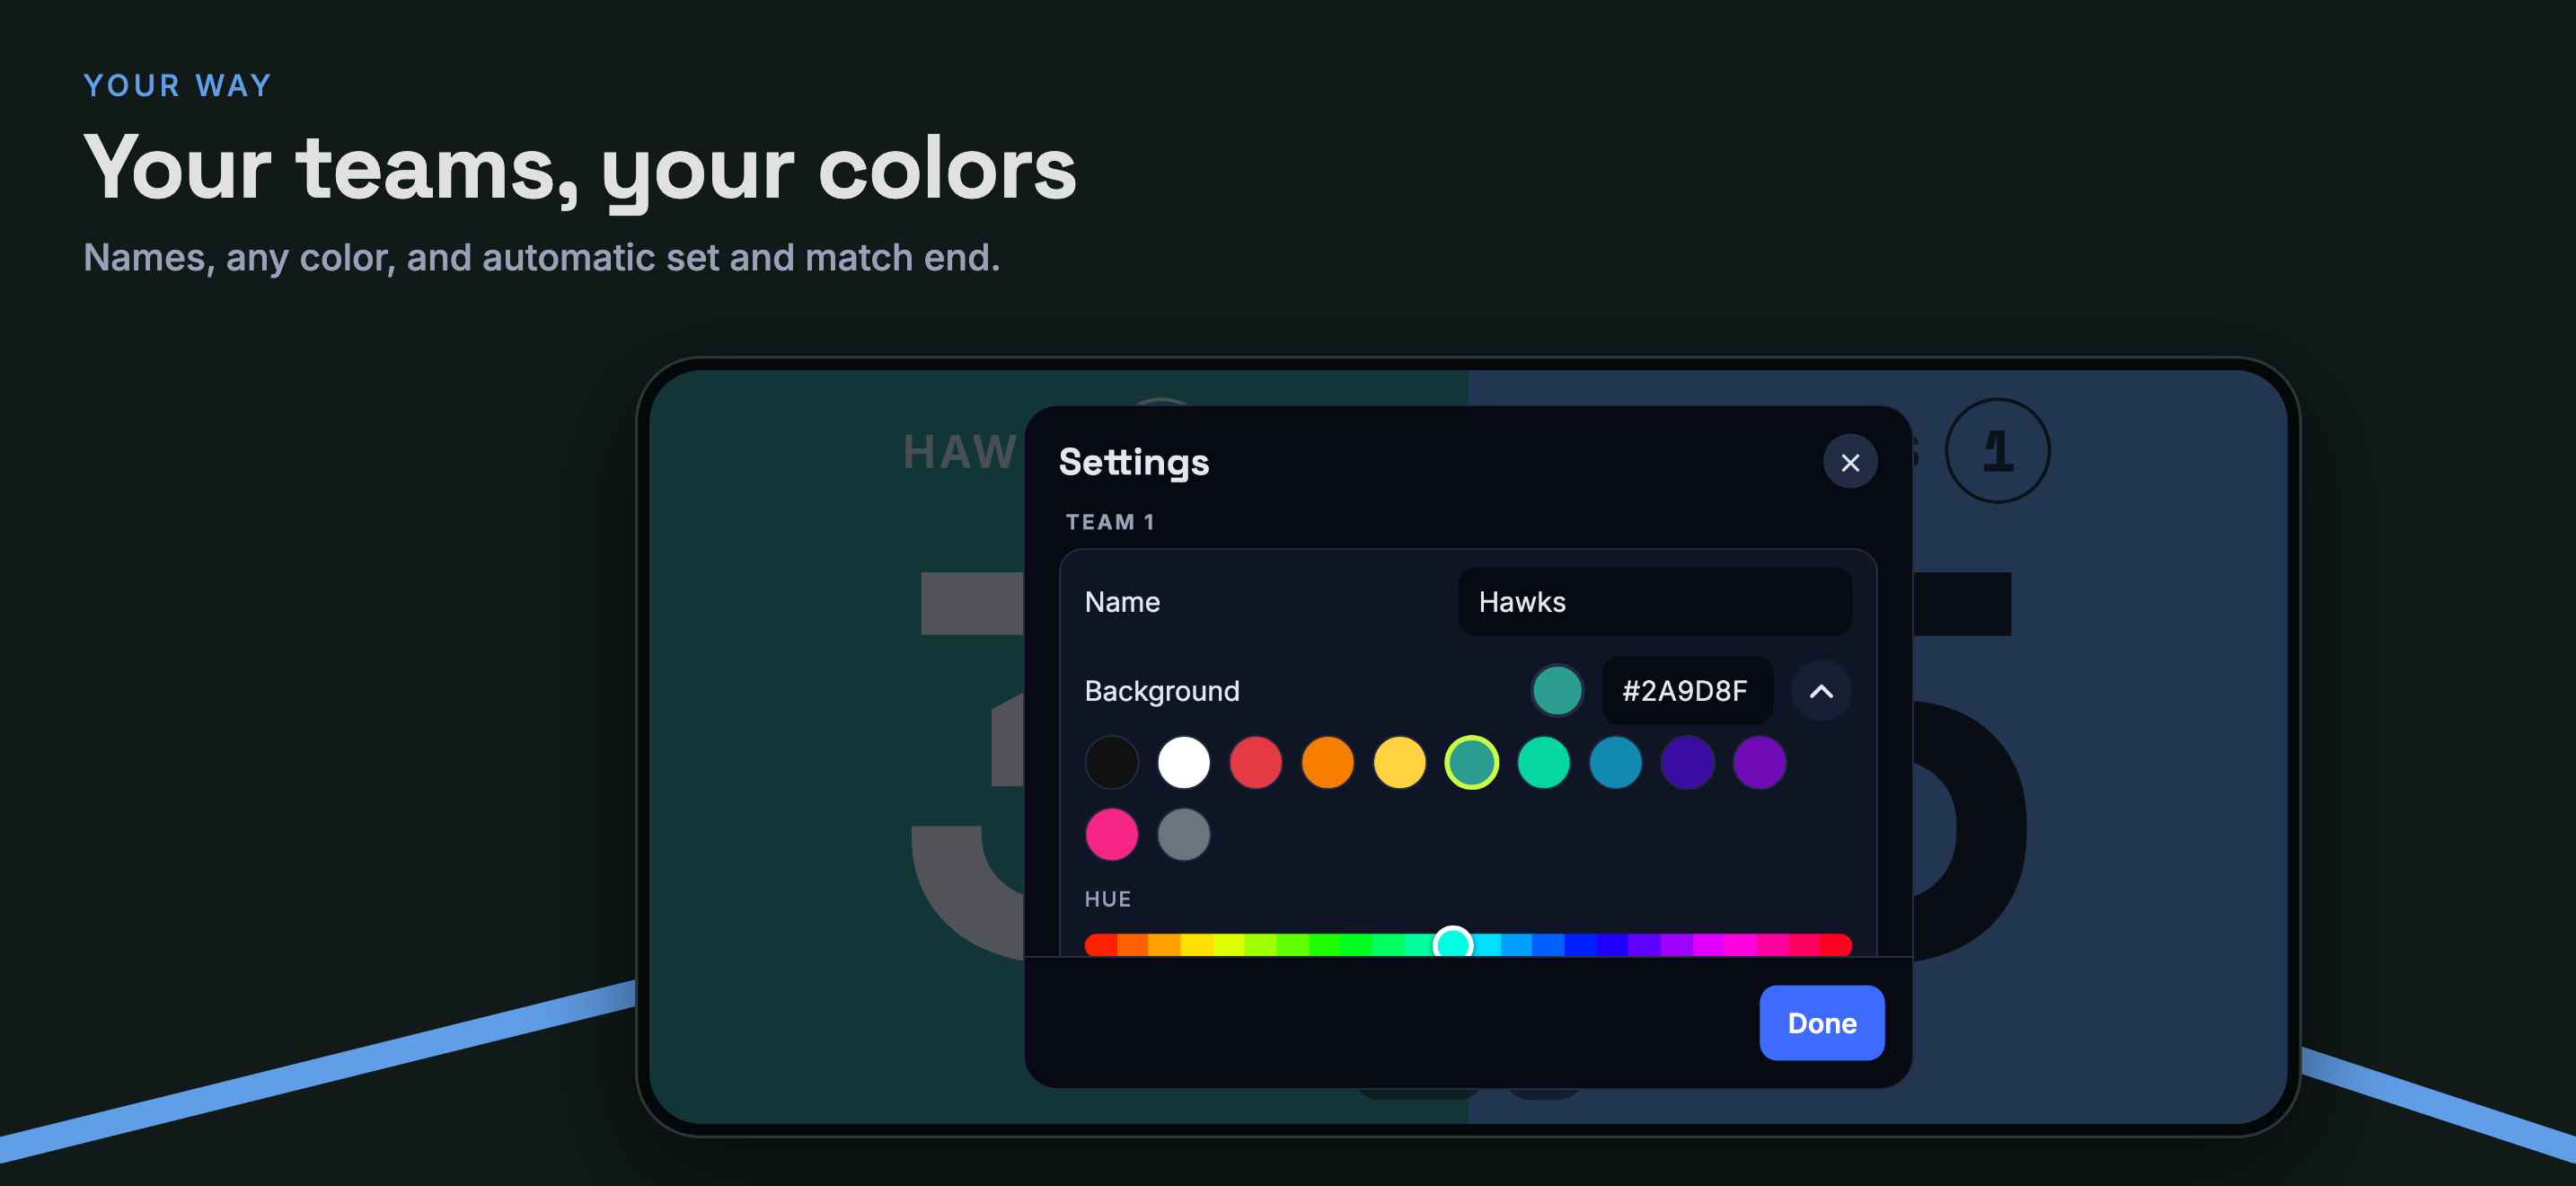 YOUR WAY
Your teams, your colors
Names, any color, and automatic set and match end.
HAW
1
Settings
TEAM 1
Name
Hawks
Background
#2A9D8F
HUE
Done